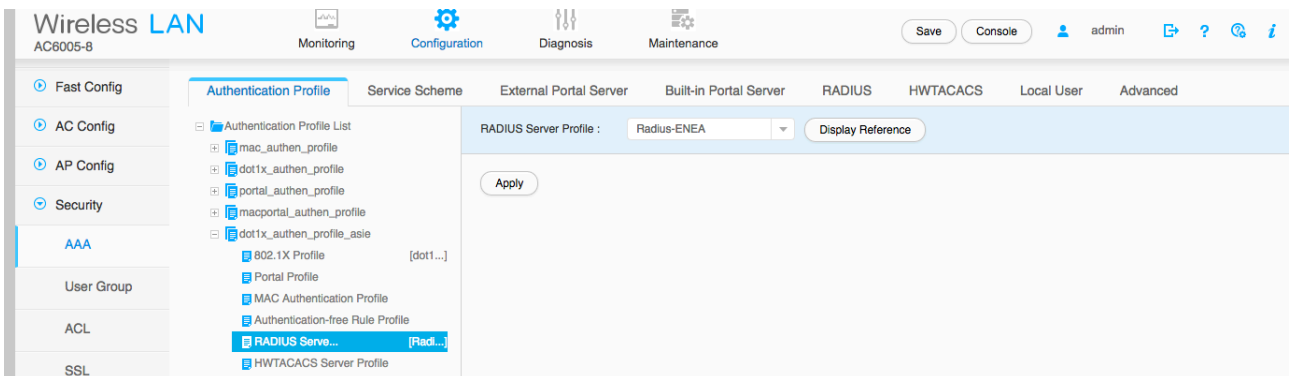 Wireless LAN
AC6005-8
Monitoring
Configuration
Diagnosis
Maintenance
Save
Console
admin
?
i
Fast Config
AC Config
AP Config
Security
AAA
User Group
ACL
SSL
Authentication Profile
Service Scheme
External Portal Server
Built-in Portal Server
RADIUS
HWTACACS
Local User
Advanced
Authentication Profile List
mac_authen_profile
dot1x_authen_profile
portal_authen_profile
macportal_authen_profile
dot1x_authen_profile_asie
802.1X Profile [dot1...]
Portal Profile
MAC Authentication Profile
Authentication-free Rule Profile
RADIUS Serve... [Radi...]
HWTACACS Server Profile
RADIUS Server Profile : Radius-ENEA Display Reference
Apply